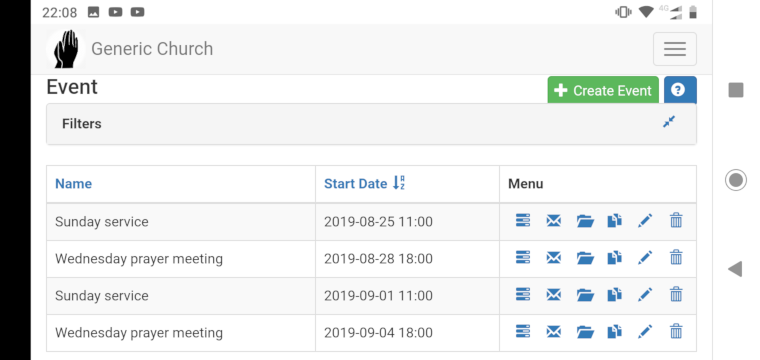 22:08
4G
Generic Church
Event
Create Event
Filters
Name Start Date Menu
Sunday service 2019-08-25 11:00
Wednesday prayer meeting 2019-08-28 18:00
Sunday service 2019-09-01 11:00
Wednesday prayer meeting 2019-09-04 18:00